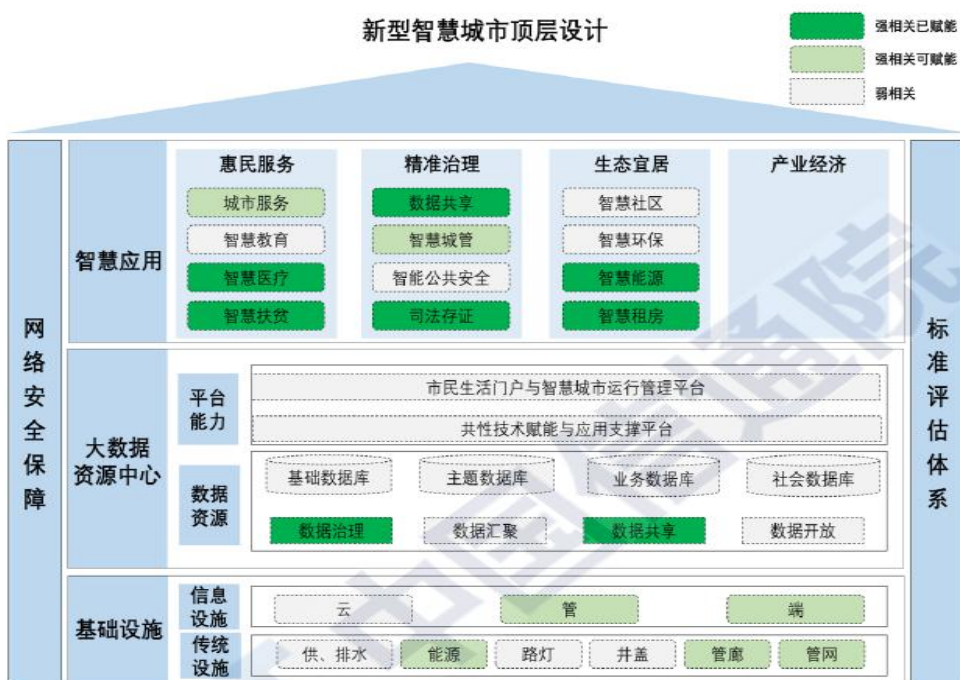 新型智慧城市顶层设计
强相关已赋能
强相关可赋能
弱相关
网络安全保障
标准评估体系
智慧应用
惠民服务
城市服务
智慧教育
智慧医疗
智慧扶贫
精准治理
数据共享
智慧城管
智能公共安全
司法存证
生态宜居
智慧社区
智慧环保
智慧能源
智慧租房
产业经济
大数据
资源中心
平台
能力
市民生活门户与智慧城市运行管理平台
共性技术赋能与应用支撑平台
数据
资源
基础数据库 主题数据库 业务数据库 社会数据库
数据治理 数据汇聚 数据共享 数据开放
基础设施
信息
设施
云 管 端
传统
设施
供、排水 能源 路灯 井盖 管廊 管网
中国信通院